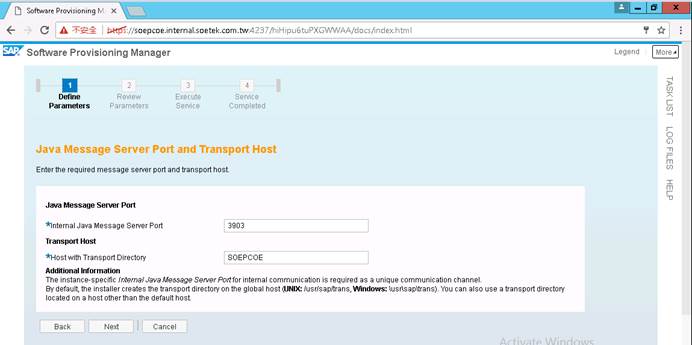 Software Provisioning M
不安全
https://soepcoe.internal.soetek.com.tw:4237/hiHipu6tuPXGWWAA/docs/index.html
SAP
Software Provisioning Manager
Legend
More
1
2
3
4
Define
Parameters
Review
Parameters
Execute
Service
Service
Completed
TASK LIST
LOG FILES
HELP
Java Message Server Port and Transport Host
Enter the required message server port and transport host.
Java Message Server Port
*Internal Java Message Server Port
3903
Transport Host
*Host with Transport Directory
SOEPCOE
Additional Information
The instance-specific Internal Java Message Server Port for internal communication is required as a unique communication channel.
By default, the installer creates the transport directory on the global host (UNIX: /usr/sap/trans, Windows: \usr\sap\trans). You can also use a transport directory
located on a host other than the default host.
Back
Next
Cancel
Activate Windows